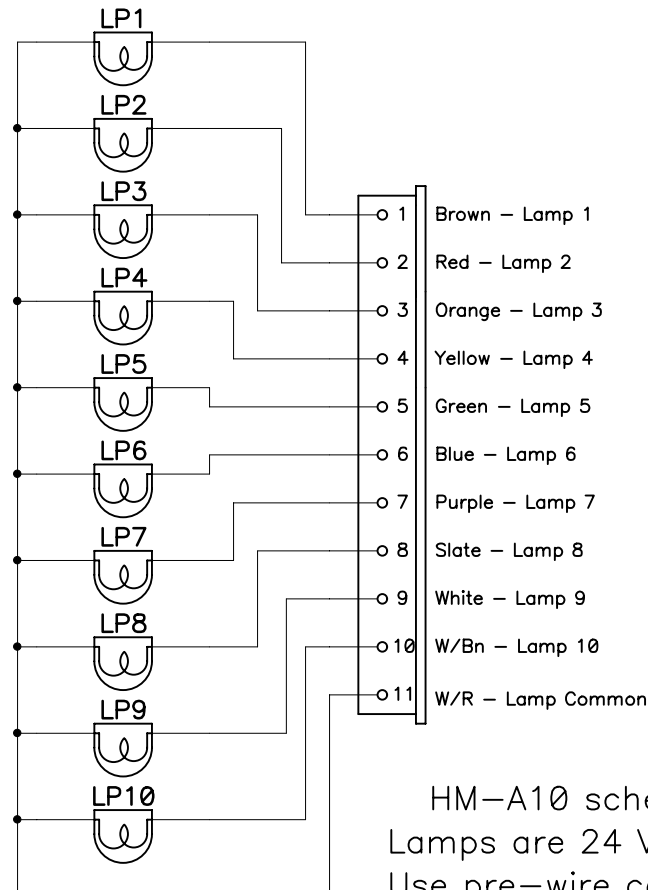 LP1
LP2
LP3
LP4
LP5
LP6
LP7
LP8
LP9
LP10
1 Brown – Lamp 1
2 Red – Lamp 2
3 Orange – Lamp 3
4 Yellow – Lamp 4
5 Green – Lamp 5
6 Blue – Lamp 6
7 Purple – Lamp 7
8 Slate – Lamp 8
9 White – Lamp 9
10 W/Bn – Lamp 10
11 W/R – Lamp Common
HM–A10
Lamps are 24 V
Use pre–wire